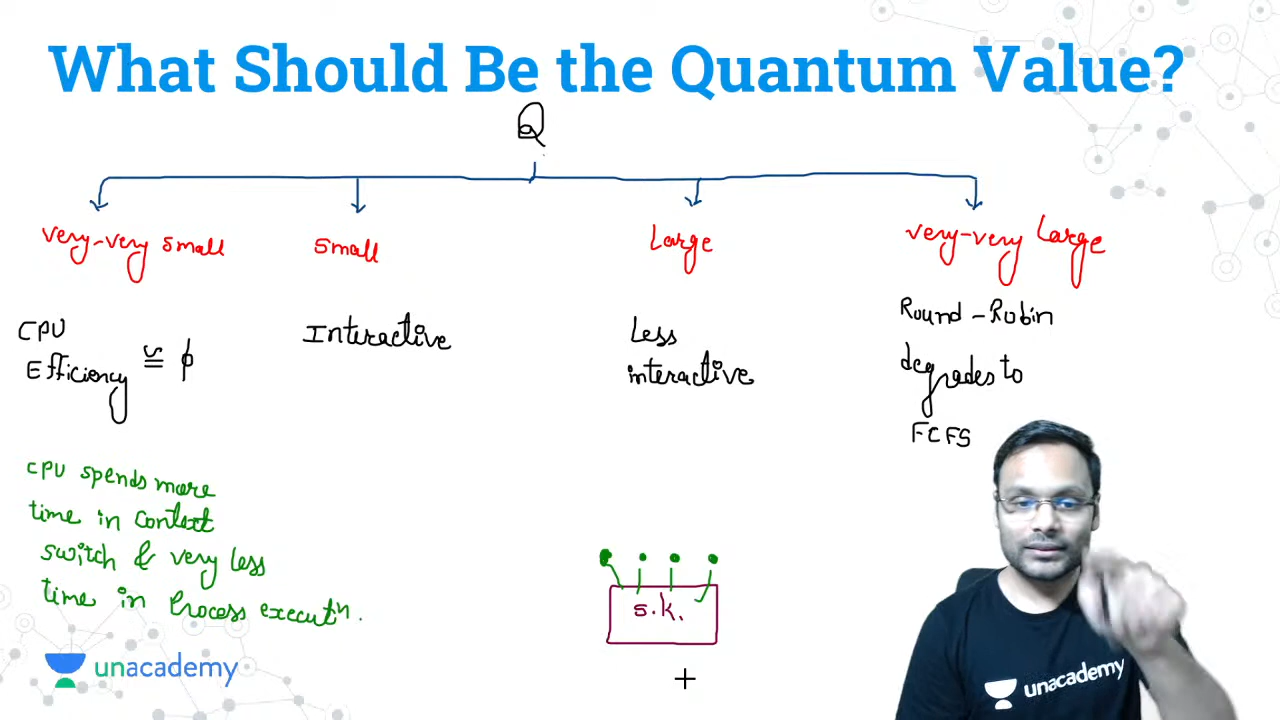 What Should Be the Quantum Value?
Q
very-very small
small
Large
very-very Large
CPU
Efficiency ≅ ϕ
Interactive
Less
interactive
Round-Robin
degrades to
FCFS
CPU spends more
time in context
switch & very less
time in Process executn.
s.k.
unacademy
unacademy